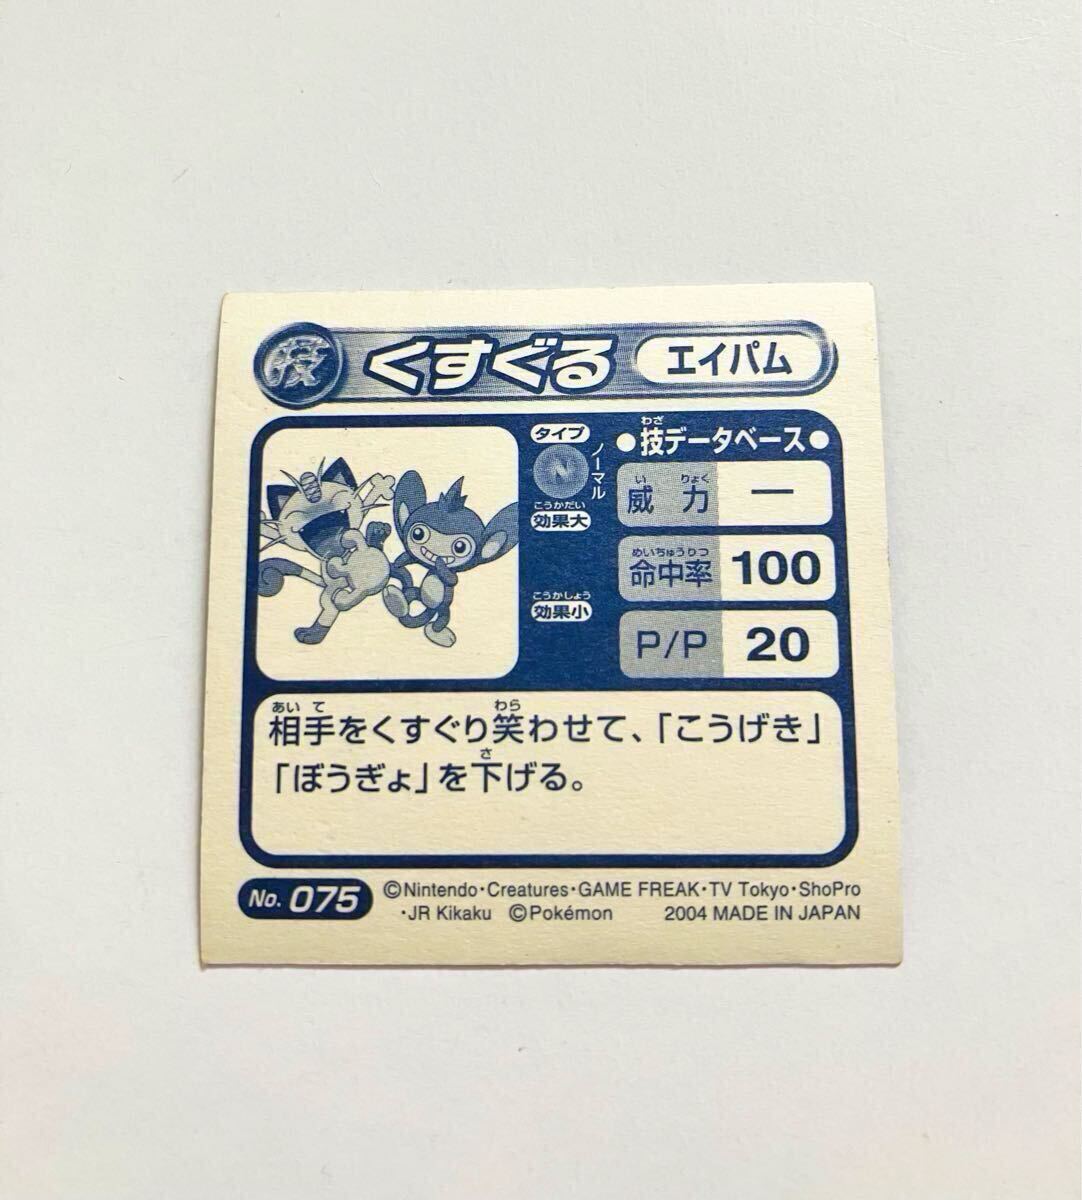 技 くすぐる エイパム
タイプ
N ノーマル
こうかだい
効果大
こうかしょう
効果小
わざ
●技データベース●
いりょく
威力 ー
めいちゅうりつ
命中率 100
P/P 20
あいて わら
相手をくすぐり笑わせて、「こうげき」
さ
「ぼうぎょ」を下げる。
No. 075
©Nintendo・Creatures・GAME FREAK・TV Tokyo・ShoPro
・JR Kikaku ©Pokémon 2004 MADE IN JAPAN